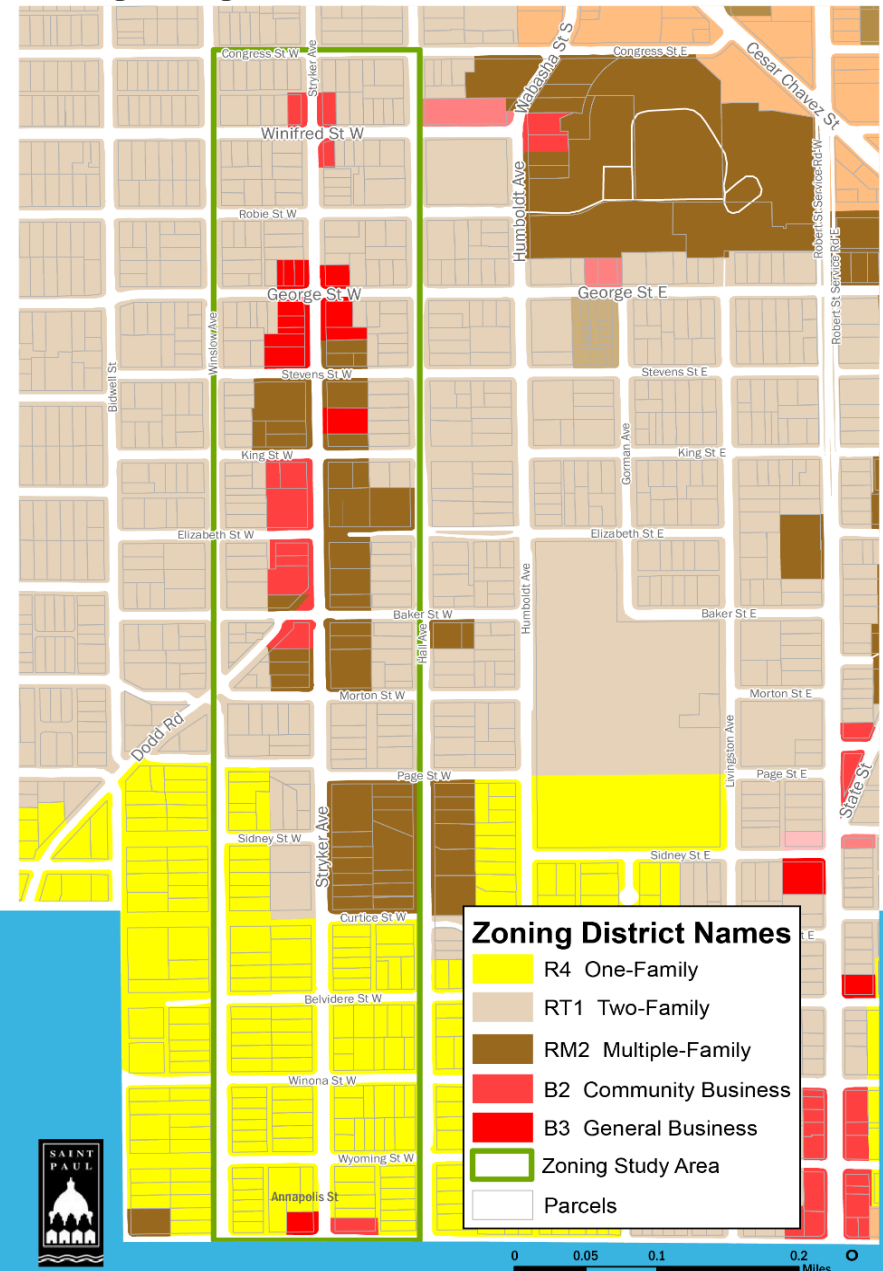 Congress St W
Stryker Ave
Wabasha St S
Congress St E
Cesar Chavez St
Winifred St W
Humboldt Ave
Robert St Service Rd W
Robie St W
Robert St Service Rd E
George St W
George St E
Winslow Ave
Bidwell St
Stevens St W
Stevens St E
King St W
Gorman Ave
King St E
Elizabeth St W
Elizabeth St E
Humboldt Ave
Baker St W
Baker St E
Hall Ave
Morton St W
Morton St E
Dodd Rd
Livingston Ave
Page St W
Page St E
State St
Stryker Ave
Sidney St W
Sidney St E
Curtice St W
t E
Belvidere St W
Winona St W
Wyoming St W
Annapolis St
Zoning District Names
R4 One-Family
RT1 Two-Family
RM2 Multiple-Family
B2 Community Business
B3 General Business
Zoning Study Area
Parcels
SAINT
PAUL
0 0.05 0.1 0.2
Miles